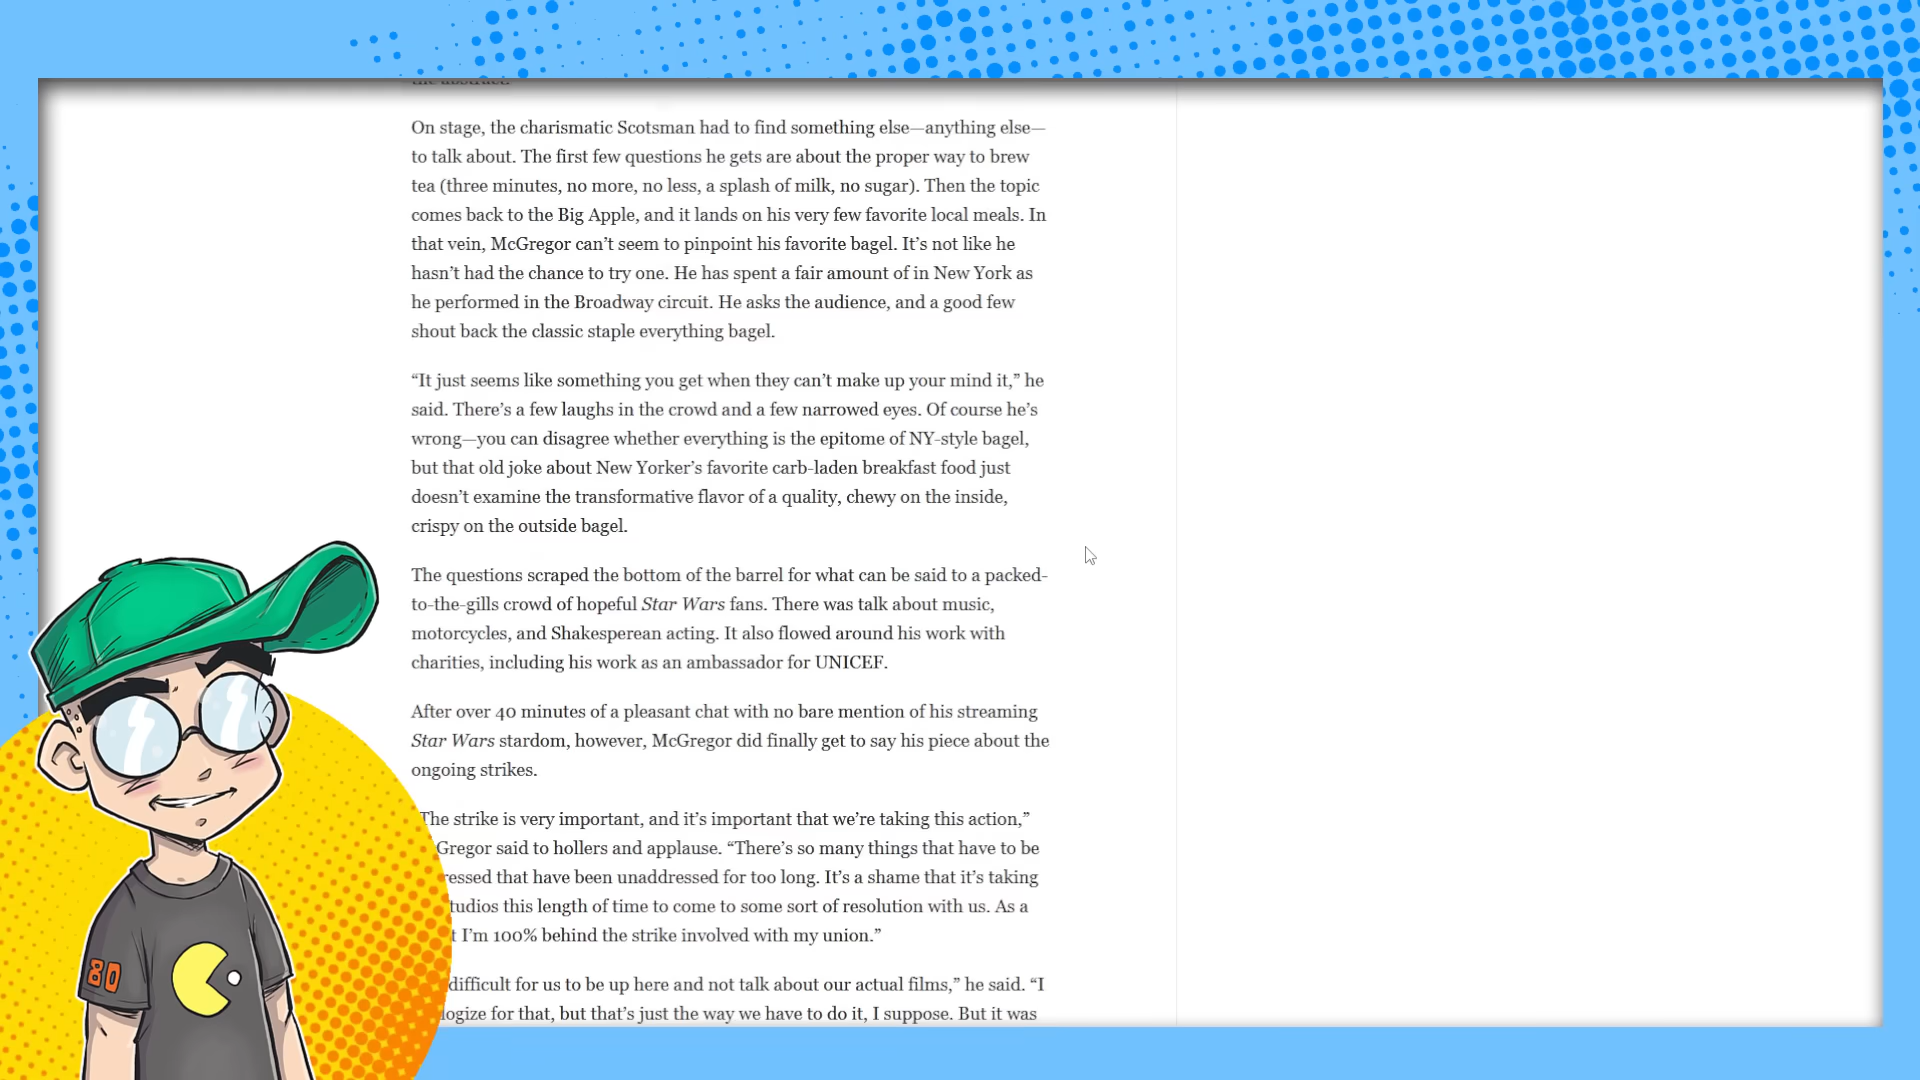 On stage, the charismatic Scotsman had to find something else—anything else—
to talk about. The first few questions he gets are about the proper way to brew
tea (three minutes, no more, no less, a splash of milk, no sugar). Then the topic
comes back to the Big Apple, and it lands on his very few favorite local meals. In
that vein, McGregor can’t seem to pinpoint his favorite bagel. It’s not like he
hasn’t had the chance to try one. He has spent a fair amount of in New York as
he performed in the Broadway circuit. He asks the audience, and a good few
shout back the classic staple everything bagel.
“It just seems like something you get when they can’t make up your mind it,” he
said. There’s a few laughs in the crowd and a few narrowed eyes. Of course he’s
wrong—you can disagree whether everything is the epitome of NY-style bagel,
but that old joke about New Yorker’s favorite carb-laden breakfast food just
doesn’t examine the transformative flavor of a quality, chewy on the inside,
crispy on the outside bagel.
The questions scraped the bottom of the barrel for what can be said to a packed-
to-the-gills crowd of hopeful Star Wars fans. There was talk about music,
motorcycles, and Shakesperean acting. It also flowed around his work with
charities, including his work as an ambassador for UNICEF.
After over 40 minutes of a pleasant chat with no bare mention of his streaming
Star Wars stardom, however, McGregor did finally get to say his piece about the
ongoing strikes.
The strike is very important, and it’s important that we’re taking this action,”
Gregor said to hollers and applause. “There’s so many things that have to be
ressed that have been unaddressed for too long. It’s a shame that it’s taking
tudios this length of time to come to some sort of resolution with us. As a
t I’m 100% behind the strike involved with my union.”
difficult for us to be up here and not talk about our actual films,” he said. “I
logize for that, but that’s just the way we have to do it, I suppose. But it was
80